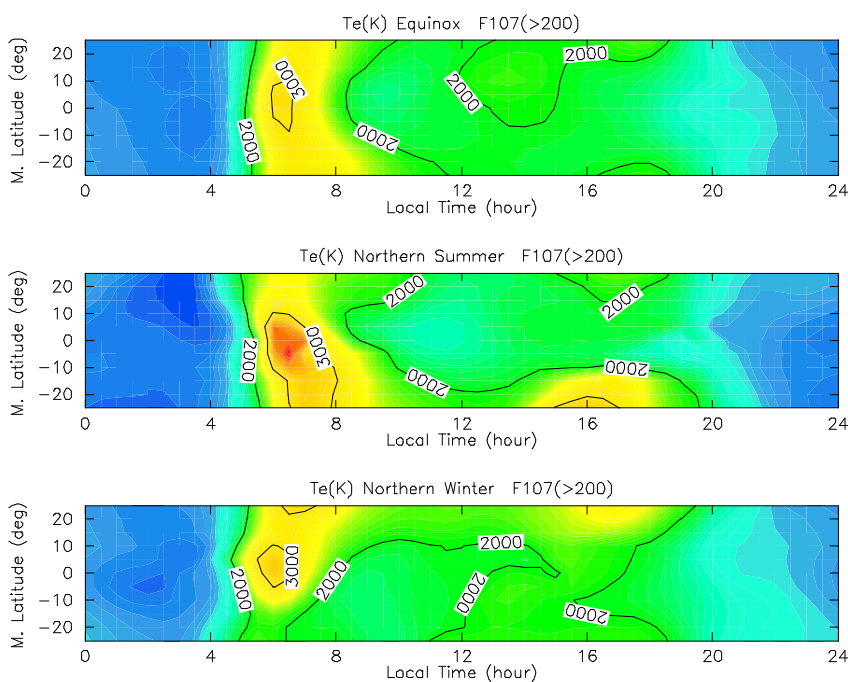 Te(K) Equinox F107(>200)
M. Latitude (deg)
20
10
0
−10
−20
2000
3000
2000
2000
2000
0 4 8 12 16 20 24
Local Time (hour)
Te(K) Northern Summer F107(>200)
M. Latitude (deg)
20
10
0
−10
−20
2000
3000
2000
2000
2000
2000
0 4 8 12 16 20 24
Local Time (hour)
Te(K) Northern Winter F107(>200)
M. Latitude (deg)
20
10
0
−10
−20
2000
3000
2000
2000
2000
2000
0 4 8 12 16 20 24
Local Time (hour)